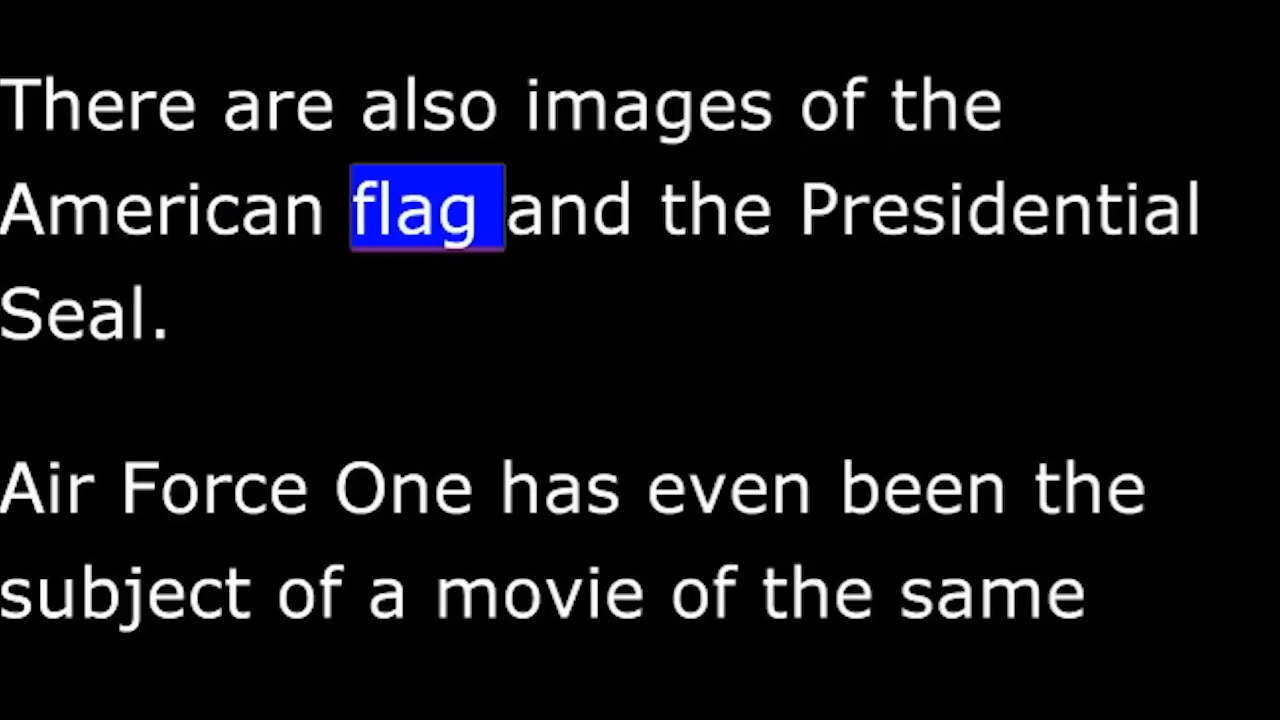 There are also images of the
American flag and the Presidential
Seal.
Air Force One has even been the
subject of a movie of the same